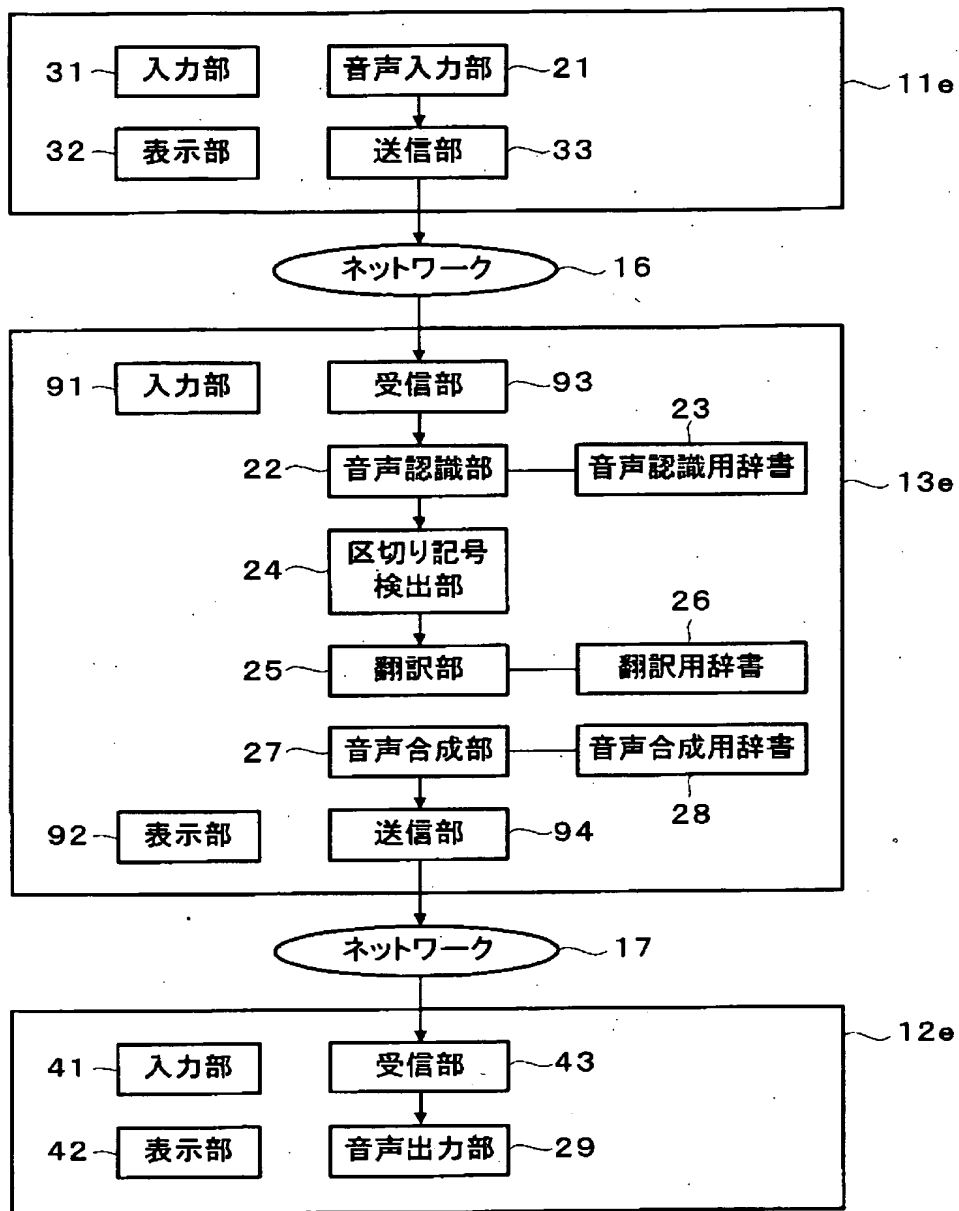 31 入力部 音声入力部 21
11e
32 表示部 送信部 33
ネットワーク 16
91 入力部 受信部 93
23
22 音声認識部 音声認識用辞書
13e
24 区切り記号
検出部
26
25 翻訳部 翻訳用辞書
27 音声合成部 音声合成用辞書
28
92 表示部 送信部 94
ネットワーク 17
12e
41 入力部 受信部 43
42 表示部 音声出力部 29